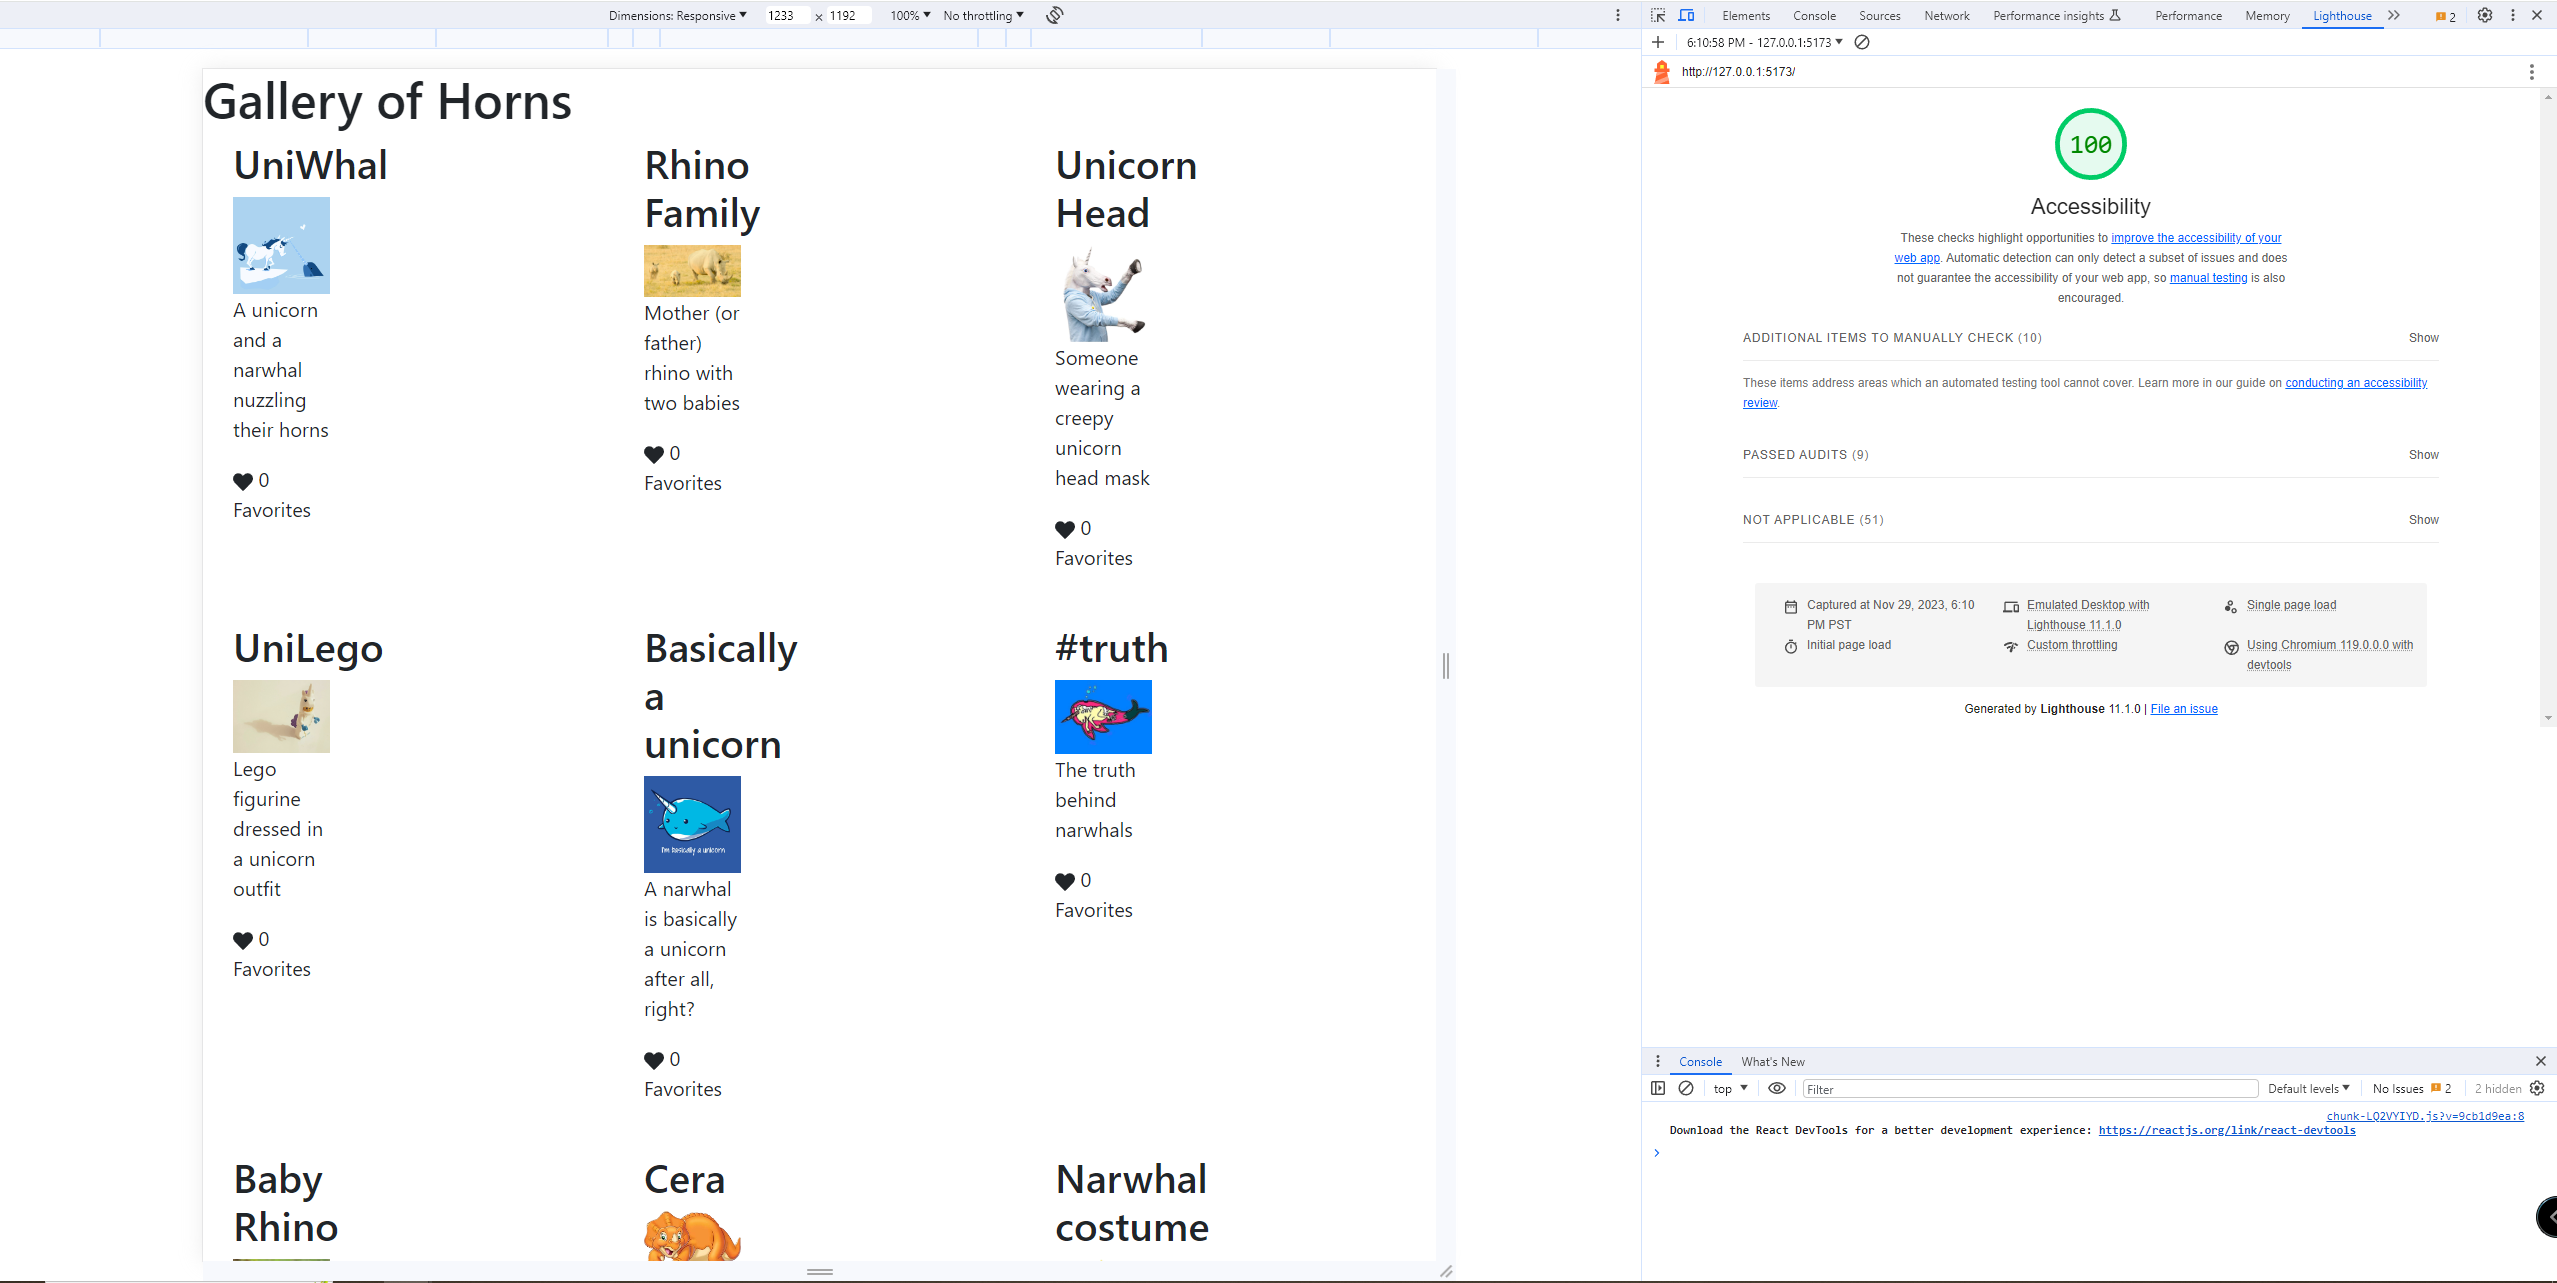 Dimensions: Responsive 1233 x 1192 100% No throttling
Gallery of Horns
UniWhal
A unicorn
and a
narwhal
nuzzling
their horns
0
Favorites
Rhino
Family
Mother (or
father)
rhino with
two babies
0
Favorites
Unicorn
Head
Someone
wearing a
creepy
unicorn
head mask
0
Favorites
UniLego
Lego
figurine
dressed in
a unicorn
outfit
0
Favorites
Basically
a
unicorn
I'm basically a unicorn
A narwhal
is basically
a unicorn
after all,
right?
0
Favorites
#truth
The truth
behind
narwhals
0
Favorites
Baby
Rhino
Cera
Narwhal
costume
Elements Console Sources Network Performance insights Performance Memory Lighthouse 2
6:10:58 PM - 127.0.0.1:5173
http://127.0.0.1:5173/
100
Accessibility
These checks highlight opportunities to improve the accessibility of your
web app. Automatic detection can only detect a subset of issues and does
not guarantee the accessibility of your web app, so manual testing is also
encouraged.
ADDITIONAL ITEMS TO MANUALLY CHECK (10) Show
These items address areas which an automated testing tool cannot cover. Learn more in our guide on conducting an accessibility
review.
PASSED AUDITS (9) Show
NOT APPLICABLE (51) Show
Captured at Nov 29, 2023, 6:10
PM PST
Emulated Desktop with
Lighthouse 11.1.0
Single page load
Initial page load
Custom throttling
Using Chromium 119.0.0.0 with
devtools
Generated by Lighthouse 11.1.0 | File an issue
Console What's New
top Filter Default levels No Issues 2 2 hidden
chunk-LQ2VYIYD.js?v=9cb1d9ea:8
Download the React DevTools for a better development experience: https://reactjs.org/link/react-devtools